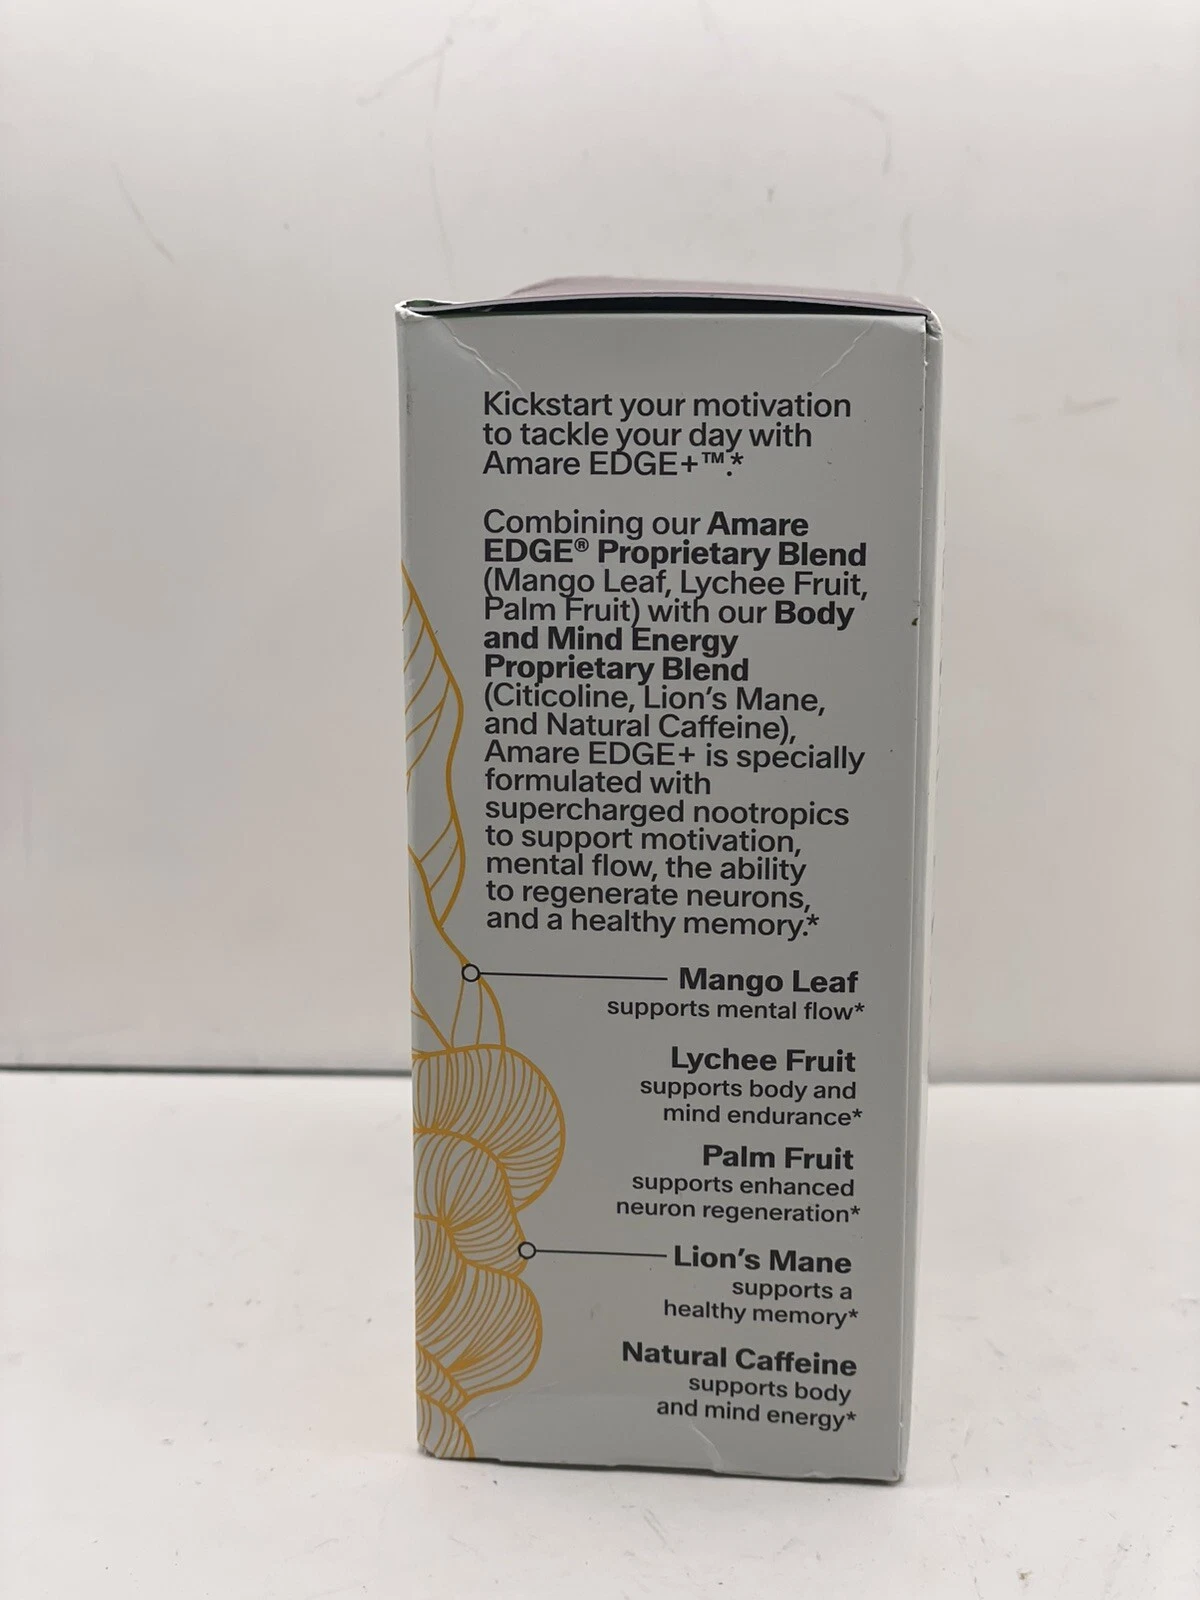 Kickstart your motivation
to tackle your day with
Amare EDGE+™.*
Combining our Amare
EDGE® Proprietary Blend
(Mango Leaf, Lychee Fruit,
Palm Fruit) with our Body
and Mind Energy
Proprietary Blend
(Citicoline, Lion's Mane,
and Natural Caffeine),
Amare EDGE+ is specially
formulated with
supercharged nootropics
to support motivation,
mental flow, the ability
to regenerate neurons,
and a healthy memory.*
Mango Leaf
supports mental flow*
Lychee Fruit
supports body and
mind endurance*
Palm Fruit
supports enhanced
neuron regeneration*
Lion's Mane
supports a
healthy memory*
Natural Caffeine
supports body
and mind energy*